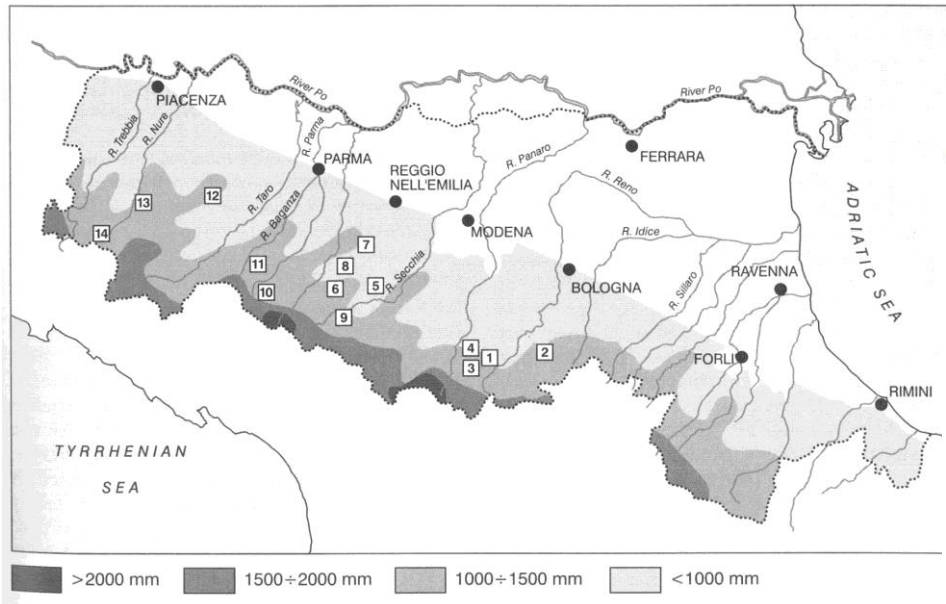 River Po
River Po
PIACENZA
R. Trebbia
R. Nure
R. Parma
PARMA
R. Taro
R. Baganza
REGGIO
NELL'EMILIA
R. Secchia
MODENA
R. Panaro
FERRARA
R. Reno
R. Idice
BOLOGNA
R. Sillaro
RAVENNA
FORLI'
RIMINI
ADRIATIC SEA
TYRRHENIAN
SEA
12
13
14
7
11
8
10
6
5
9
4
1
2
3
>2000 mm 1500÷2000 mm 1000÷1500 mm <1000 mm